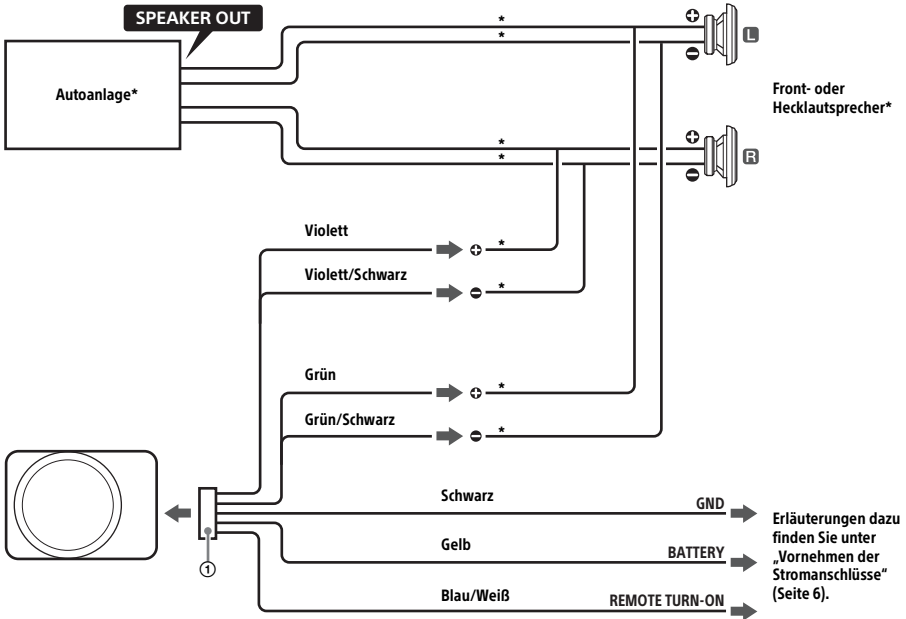 SPEAKER OUT
*
*
L
Autoanlage*
Front- oder
Hecklautsprecher*
*
*
R
Violett
*
Violett/Schwarz
*
Grün
*
Grün/Schwarz
*
Schwarz
GND
Gelb
BATTERY
Blau/Weiß
REMOTE TURN-ON
①
Erläuterungen dazu
finden Sie unter
„Vornehmen der
Stromanschlüsse“
(Seite 6).